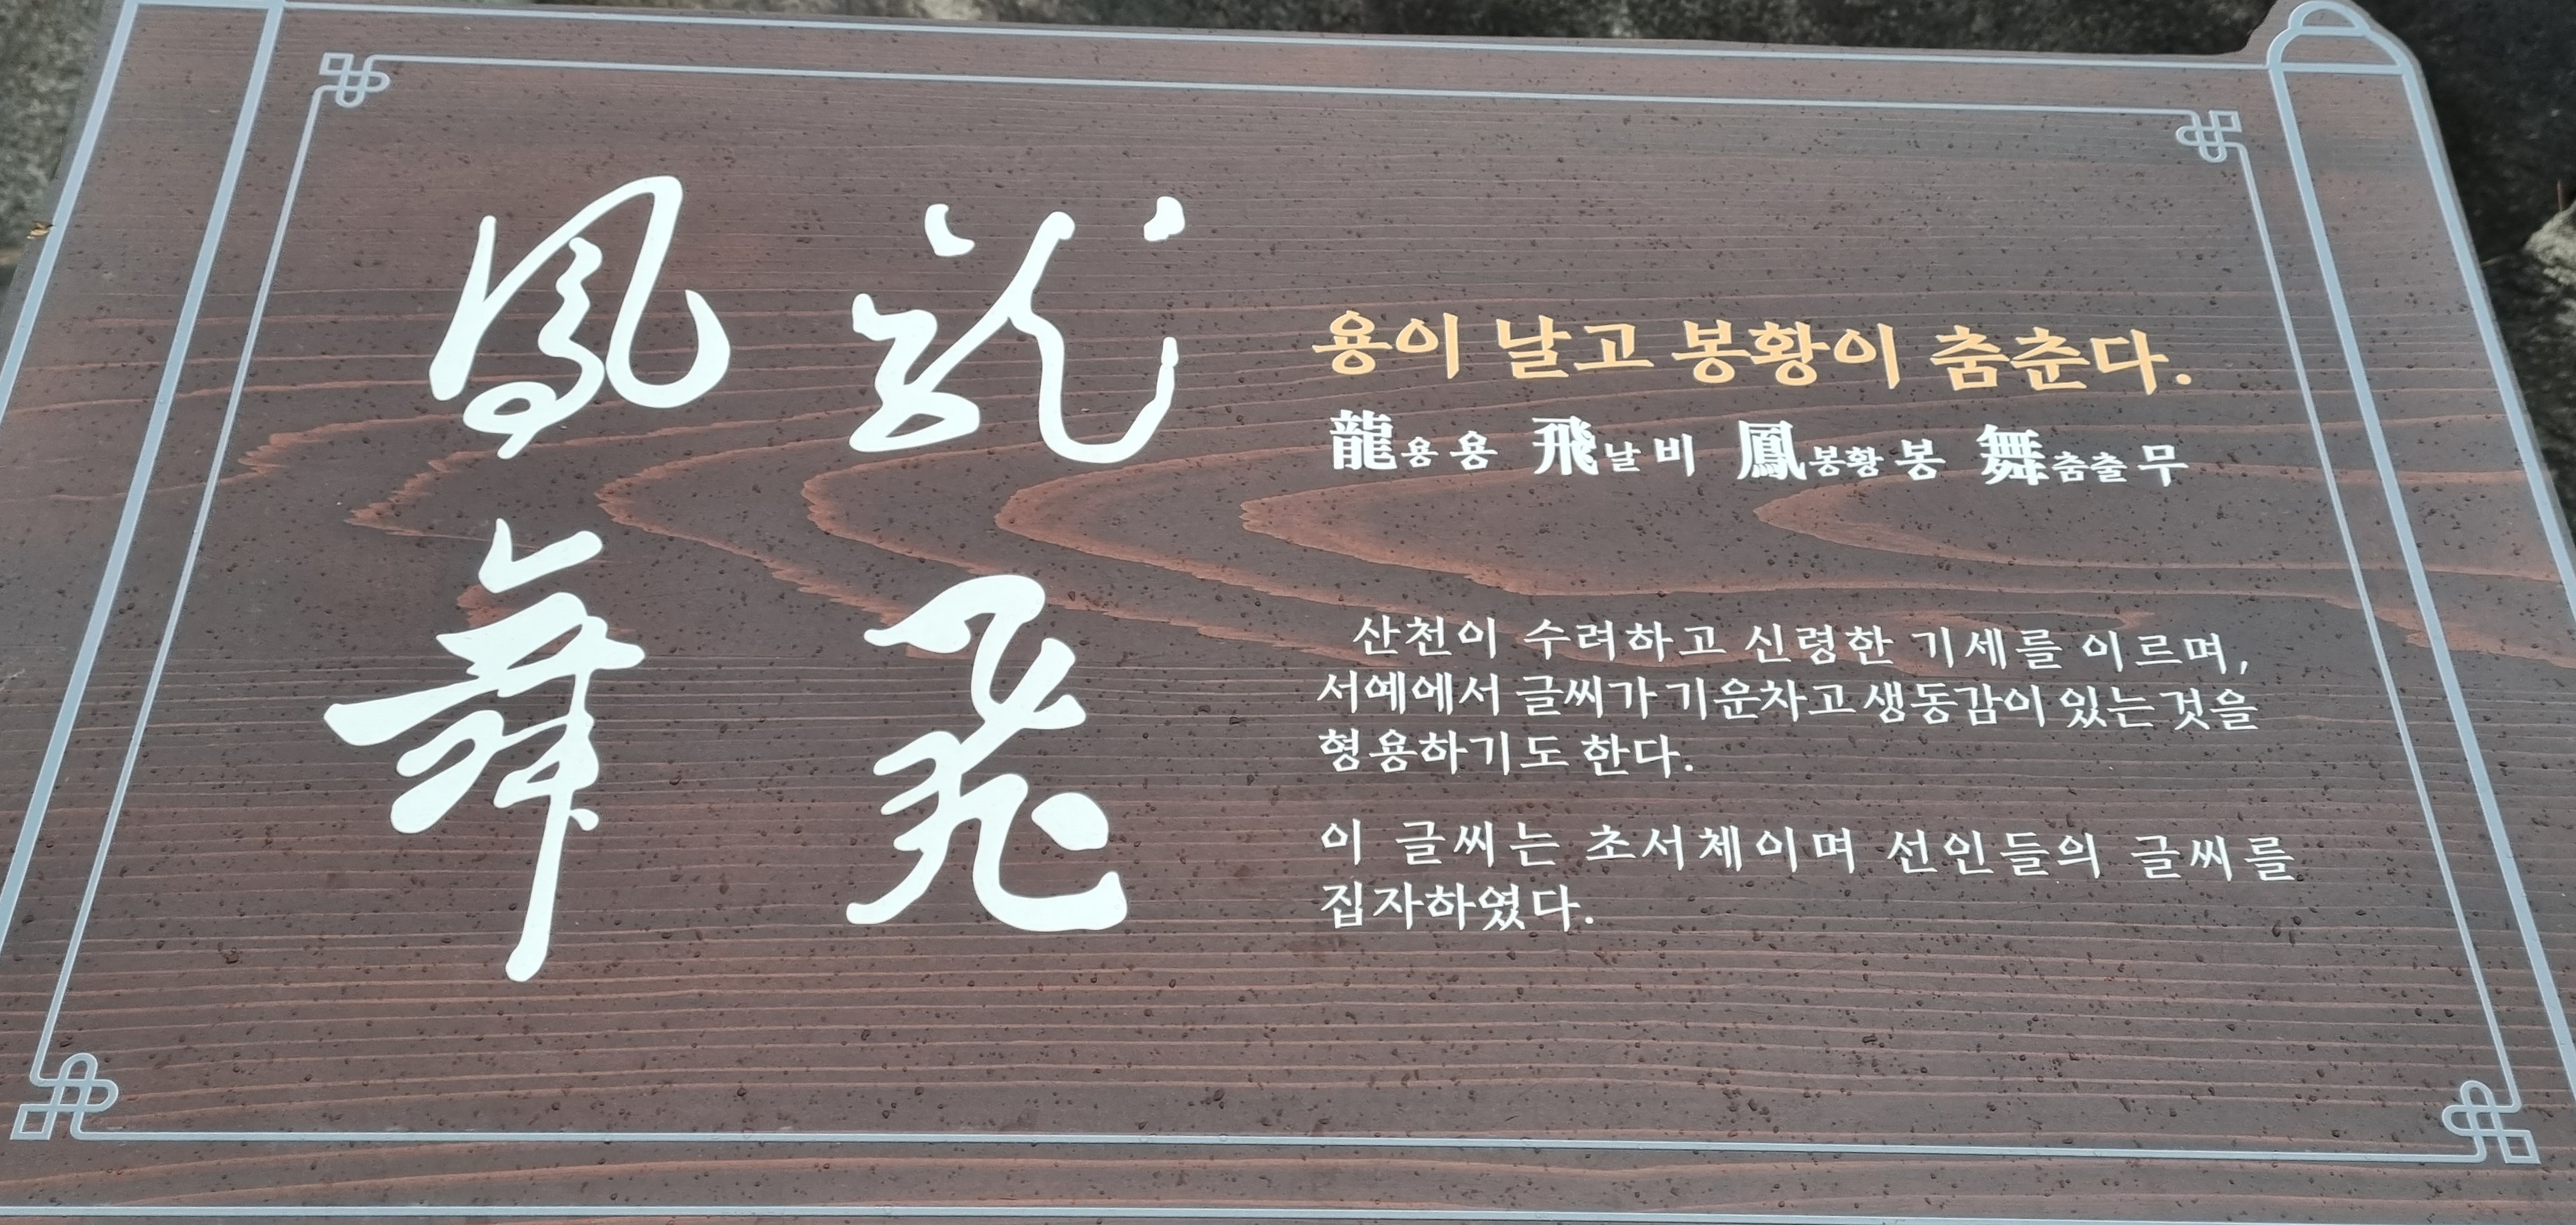 龍飛
鳳舞
용이 날고 봉황이 춤춘다.
龍용 용 飛날 비 鳳봉황 봉 舞춤출 무
산천이 수려하고 신령한 기세를 이르며,
서예에서 글씨가 기운차고 생동감이 있는 것을
형용하기도 한다.
이 글씨는 초서체이며 선인들의 글씨를
집자하였다.